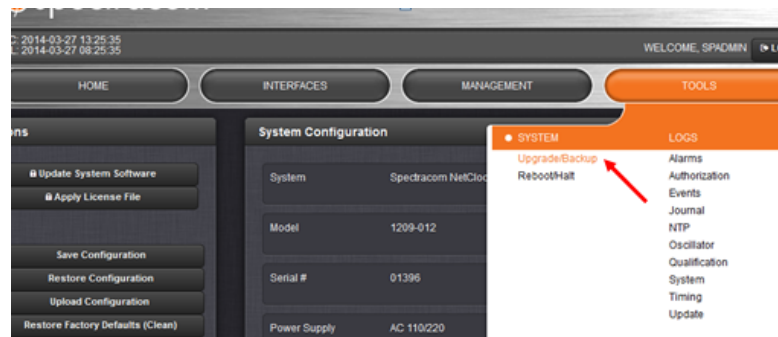 C: 2014-03-27 13:25:35
L: 2014-03-27 08:25:35
WELCOME, SPADMIN
HOME
INTERFACES
MANAGEMENT
TOOLS
ns
System Configuration
SYSTEM
LOGS
Update System Software
Apply License File
Save Configuration
Restore Configuration
Upload Configuration
Restore Factory Defaults (Clean)
System
Spectracom NetCloc
Model
1209-012
Serial #
01396
Power Supply
AC 110/220
Upgrade/Backup
Reboot/Halt
Alarms
Authorization
Events
Journal
NTP
Oscillator
Qualification
System
Timing
Update